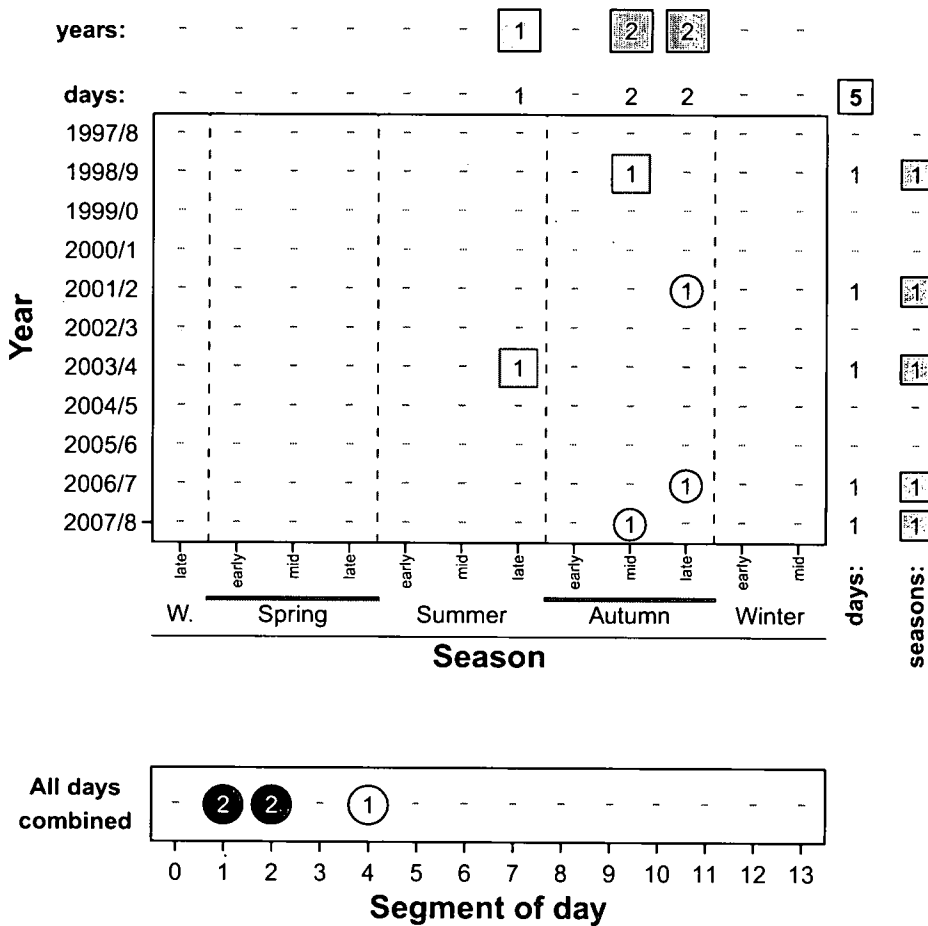 years: - - - - - - 1 - 2 2 - -
days: - - - - - - 1 - 2 2 - - 5
1997/8 - - - - - - - - - - - - - -
1998/9 - - - - - - - - 1 - - - 1 1
1999/0 - - - - - - - - - - - - - -
2000/1 - - - - - - - - - - - - - -
2001/2 - - - - - - - - - 1 - - 1 1
2002/3 - - - - - - - - - - - - - -
2003/4 - - - - - - 1 - - - - - 1 1
2004/5 - - - - - - - - - - - - - -
2005/6 - - - - - - - - - - - - - -
2006/7 - - - - - - - - - 1 - - 1 1
2007/8 - - - - - - - - 1 - - - 1 1
Year
late early mid late early mid late early mid late early mid
W. Spring Summer Autumn Winter
days: seasons:
Season
All days
combined
- 2 2 - 1 - - - - - - - - -
0 1 2 3 4 5 6 7 8 9 10 11 12 13
Segment of day